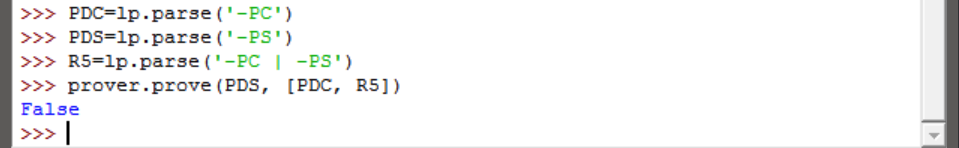 >>> PDC=lp.parse('-PC')
>>> PDS=lp.parse('-PS')
>>> R5=lp.parse('-PC | -PS')
>>> prover.prove(PDS, [PDC, R5])
False
>>>